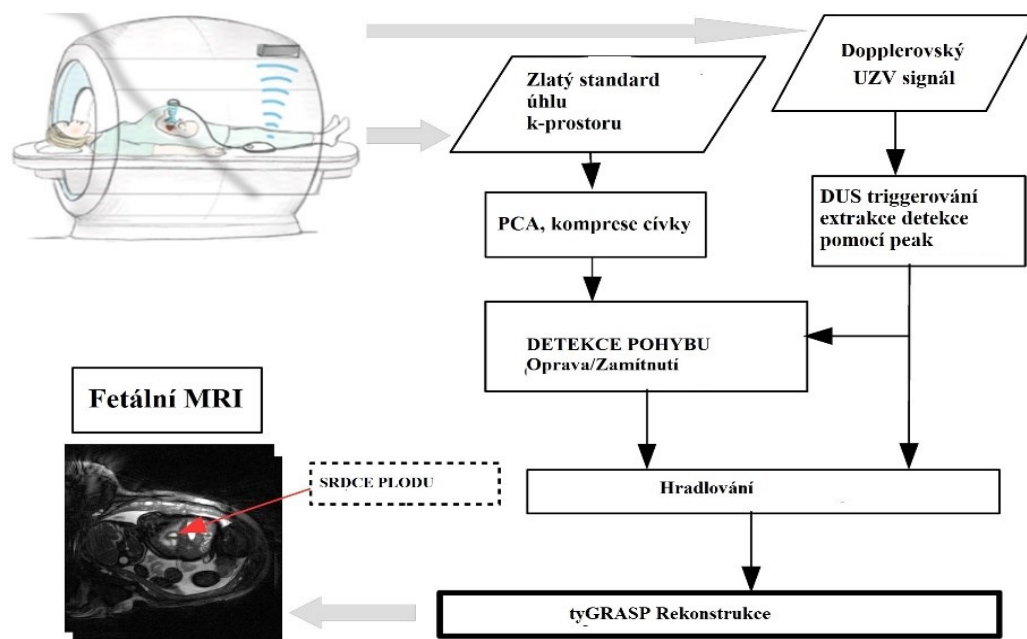 Dopplerovský
UZV signál
Zlatý standard
úhlu
k-prostoru
DUS triggerování
extrakce detekce
pomocí peak
PCA, komprese cívky
DETEKCE POHYBU
Oprava/Zamítnutí
Fetální MRI
SRDCE PLODU
Hradlování
tyGRASP Rekonstrukce